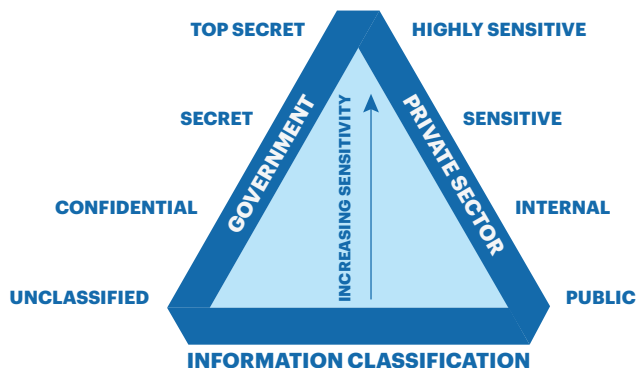 TOP SECRET
HIGHLY SENSITIVE
SECRET
SENSITIVE
GOVERNMENT
INCREASING SENSITIVITY
PRIVATE SECTOR
CONFIDENTIAL
INTERNAL
UNCLASSIFIED
PUBLIC
INFORMATION CLASSIFICATION